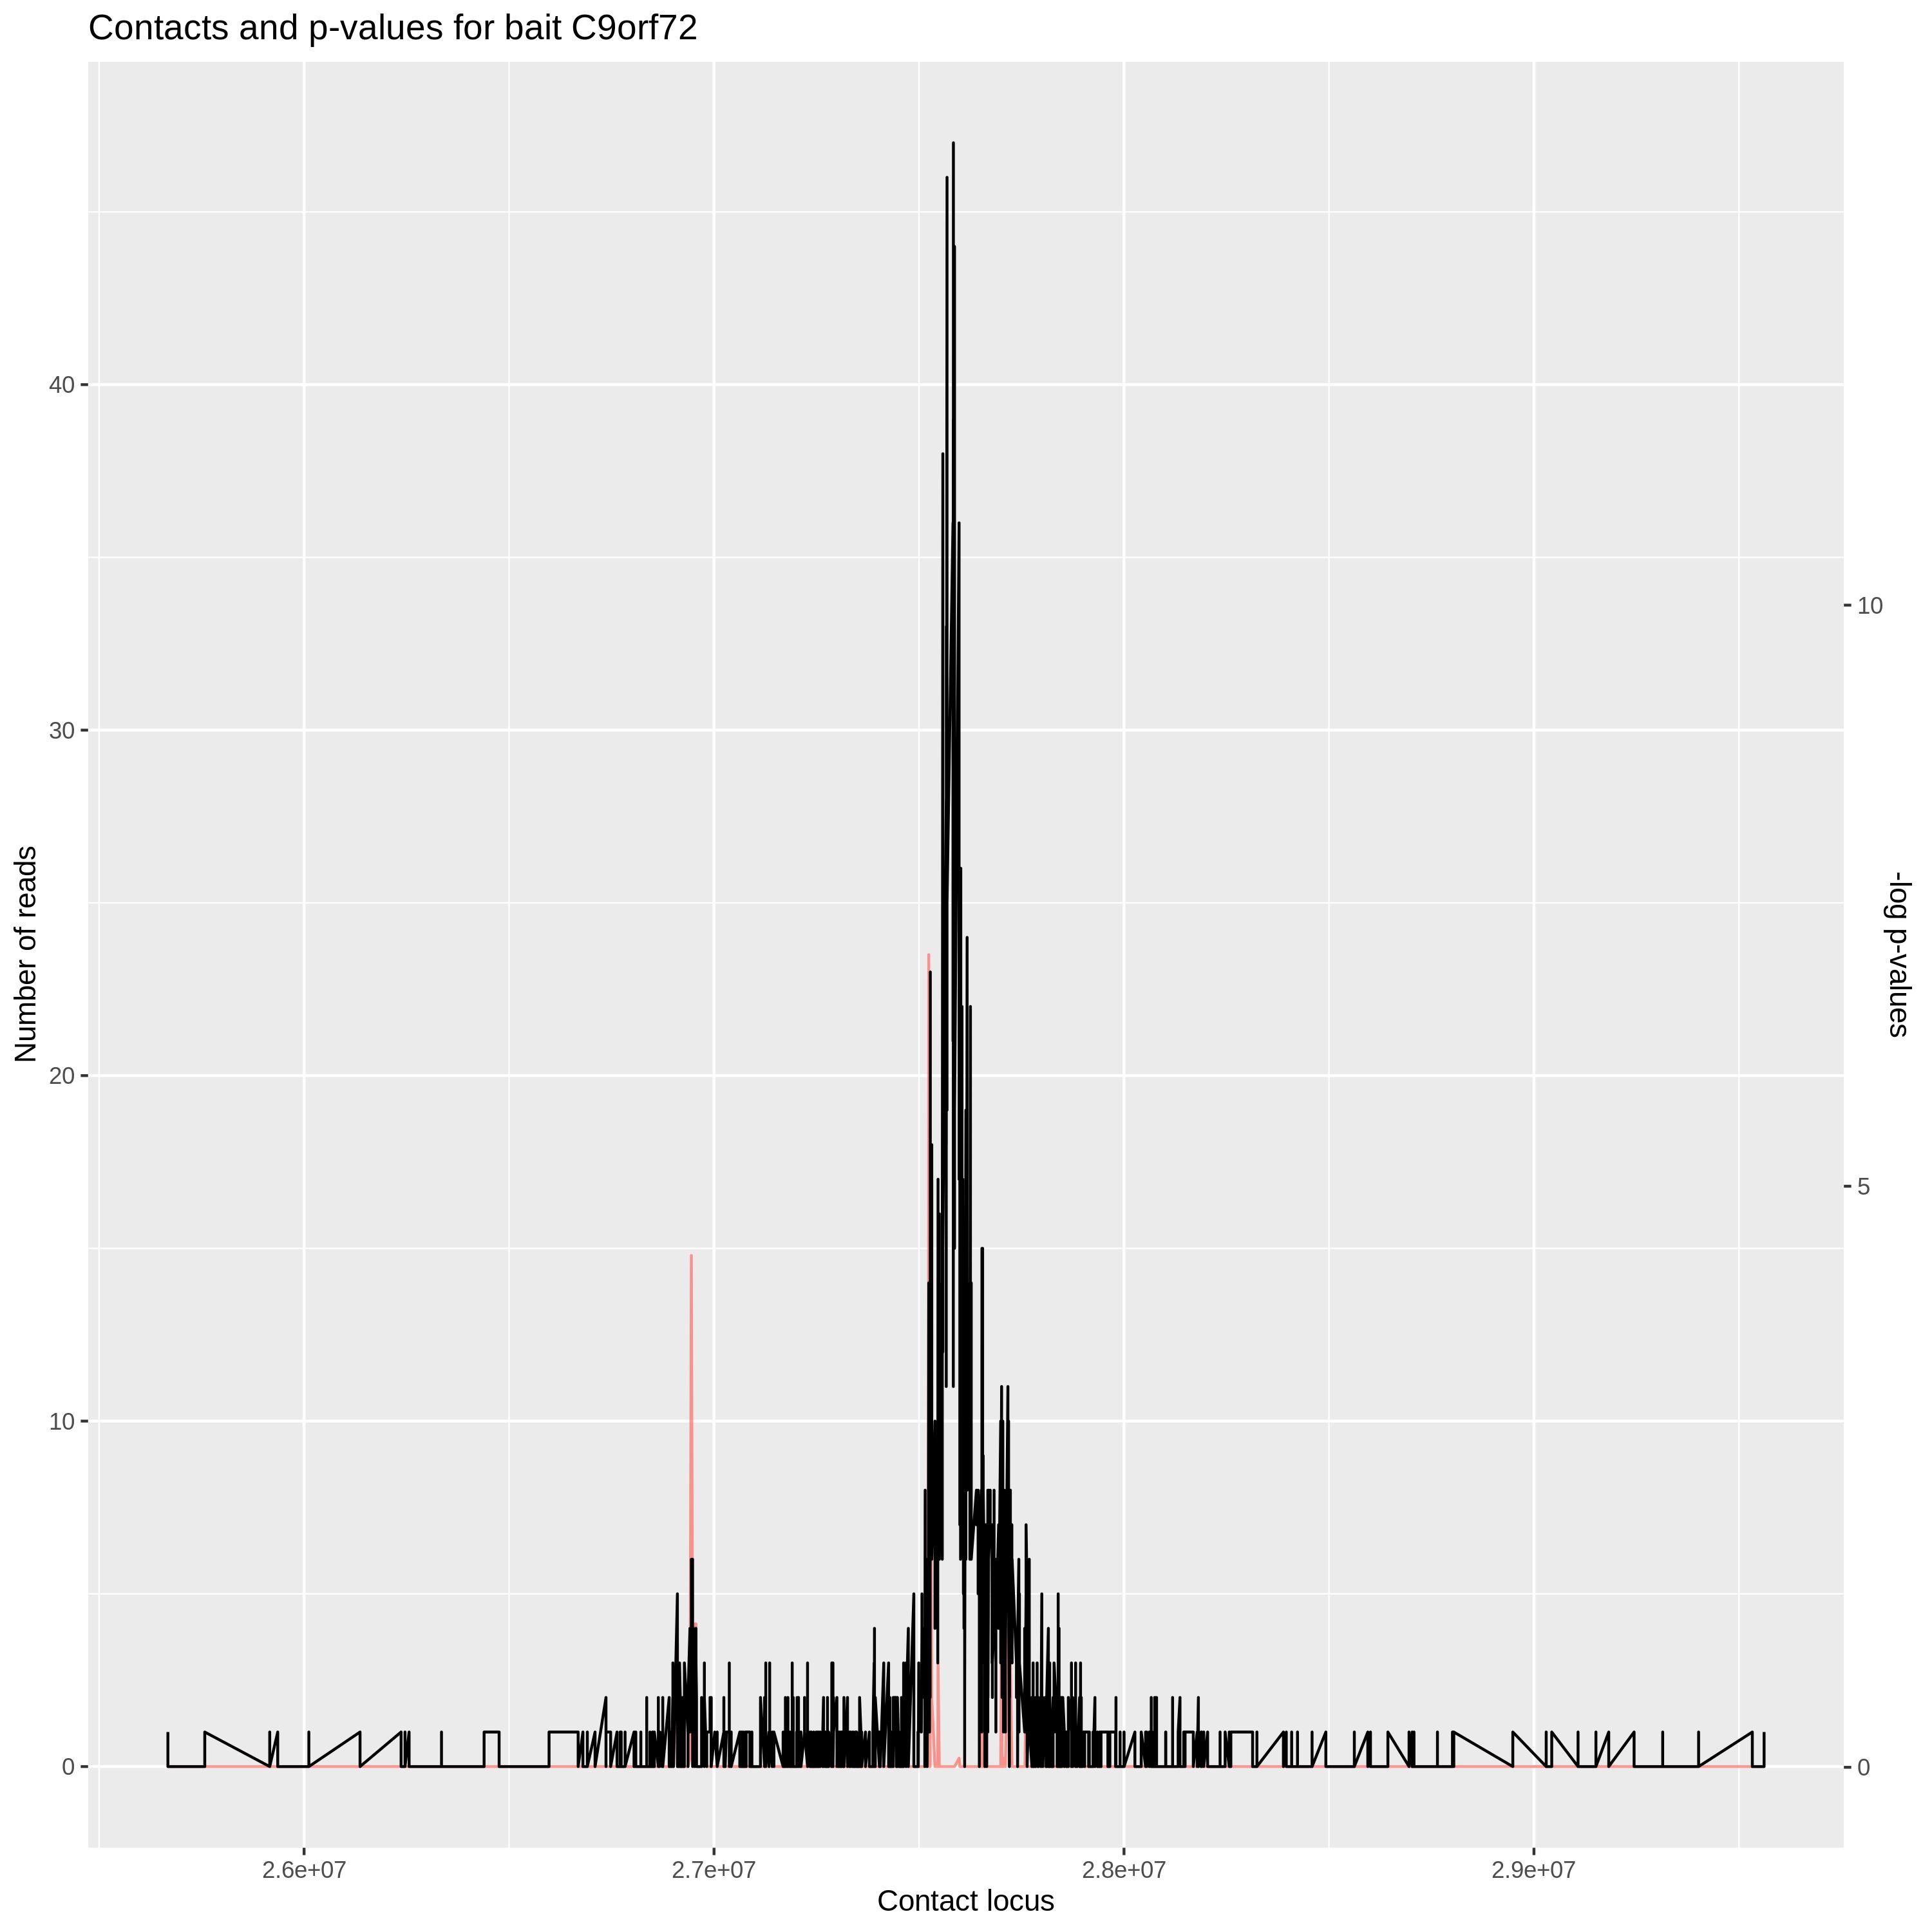 Contacts and p-values for bait C9orf72
40
30
20
10
0
Number of reads
10
5
0
-log p-values
2.6e+07
2.7e+07
2.8e+07
2.9e+07
Contact locus